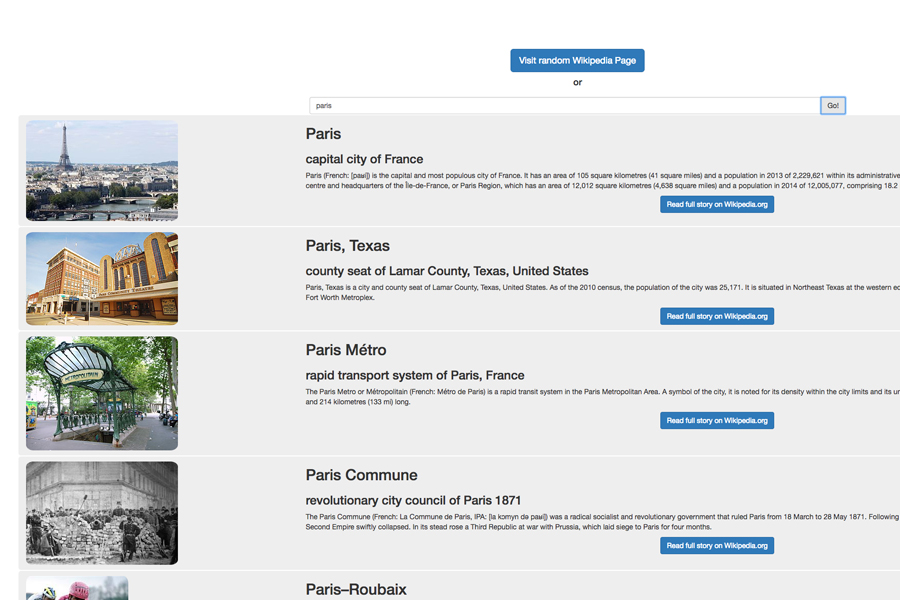 Visit random Wikipedia Page
or
paris
Go!
Paris
capital city of France
Paris (French: [paʁi]) is the capital and most populous city of France. It has an area of 105 square kilometres (41 square miles) and a population in 2013 of 2,229,621 within its administrative
centre and headquarters of the Île-de-France, or Paris Region, which has an area of 12,012 square kilometres (4,638 square miles) and a population in 2014 of 12,005,077, comprising 18.2
Read full story on Wikipedia.org
Paris, Texas
county seat of Lamar County, Texas, United States
Paris, Texas is a city and county seat of Lamar County, Texas, United States. As of the 2010 census, the population of the city was 25,171. It is situated in Northeast Texas at the western
Fort Worth Metroplex.
Read full story on Wikipedia.org
METROPOLITAIN
Paris Métro
rapid transport system of Paris, France
The Paris Metro or Métropolitain (French: Métro de Paris) is a rapid transit system in the Paris Metropolitan Area. A symbol of the city, it is noted for its density within the city limits and its
and 214 kilometres (133 mi) long.
Read full story on Wikipedia.org
Paris Commune
revolutionary city council of Paris 1871
The Paris Commune (French: La Commune de Paris, IPA: [la kɔmyn də paʁi]) was a radical socialist and revolutionary government that ruled Paris from 18 March to 28 May 1871. Following
Second Empire swiftly collapsed. In its stead rose a Third Republic at war with Prussia, which laid siege to Paris for four months.
Read full story on Wikipedia.org
Paris–Roubaix